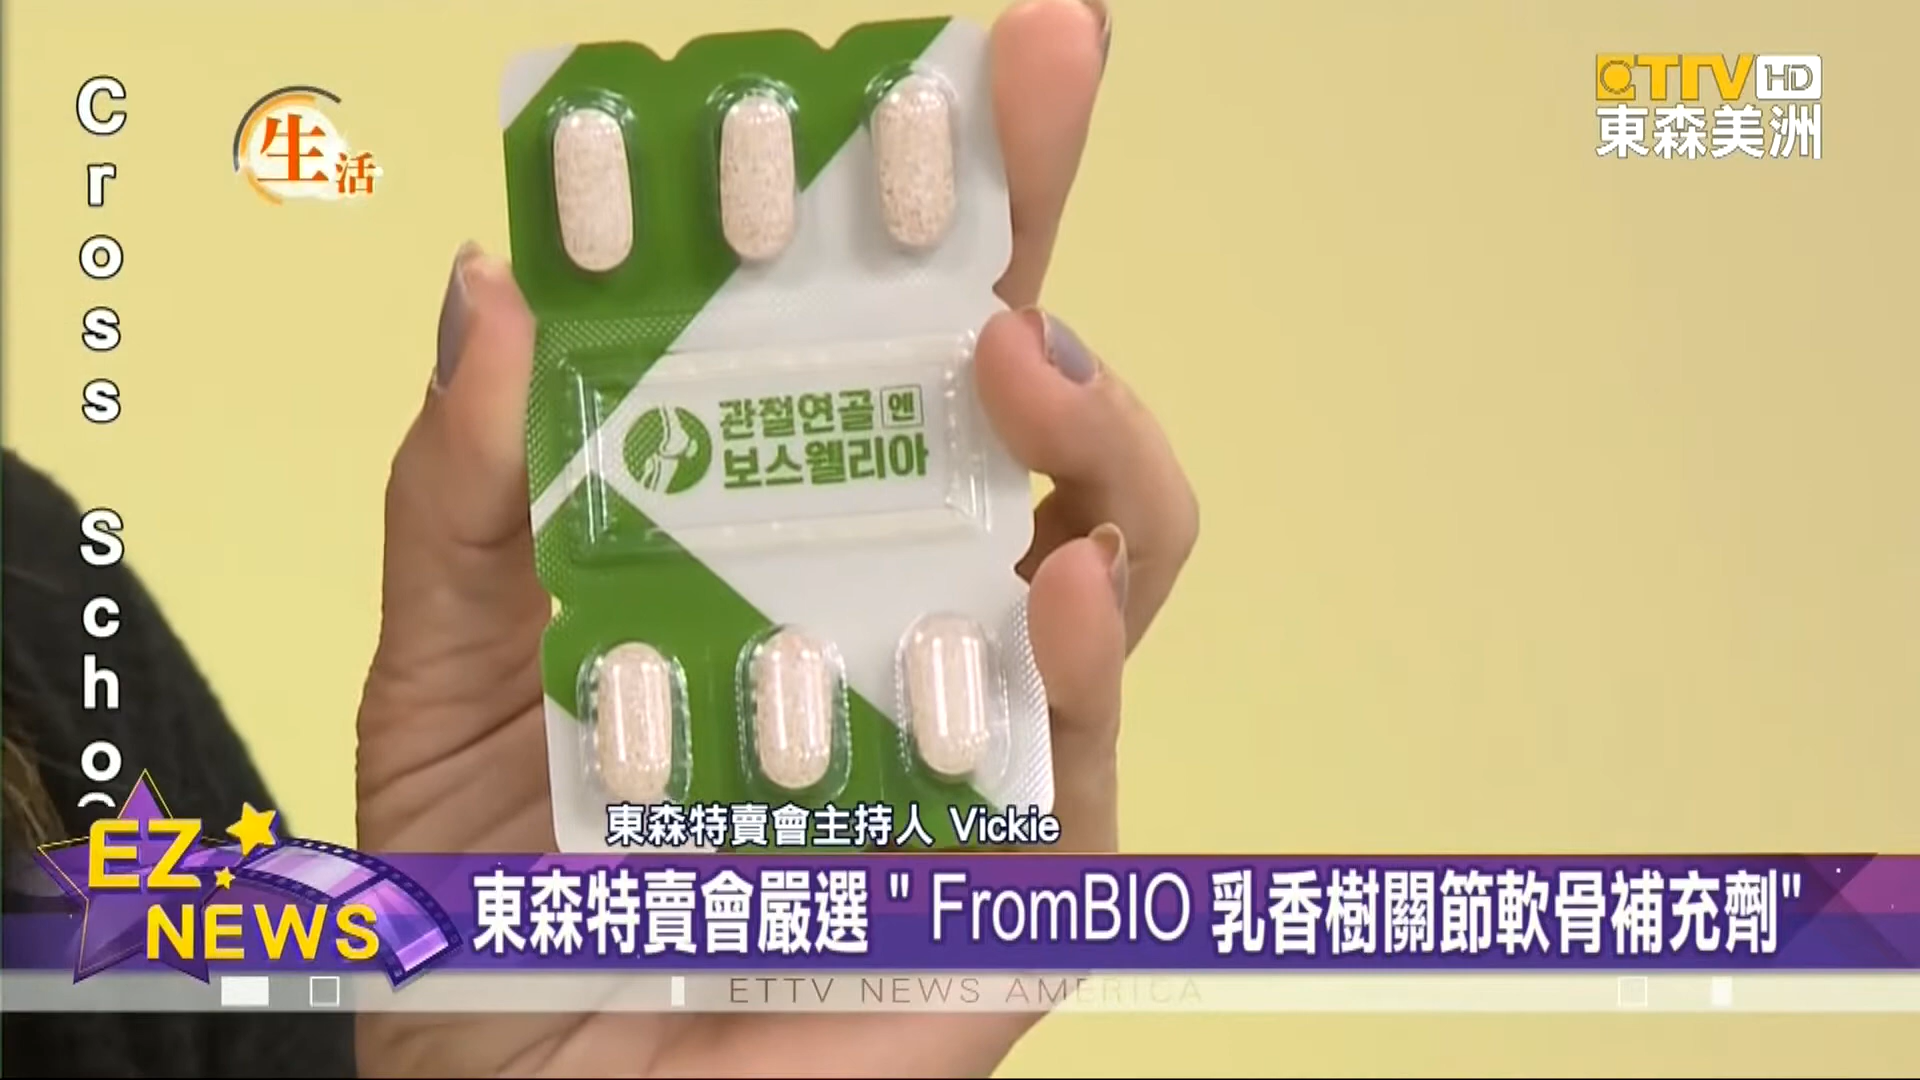 Cross Scho
生活
ETTV HD
東森美洲
관절연골엔
보스웰리아
東森特賣會主持人 Vickie
EZ NEWS
東森特賣會嚴選 " FromBIO 乳香樹關節軟骨補充劑"
ETTV NEWS AMERICA